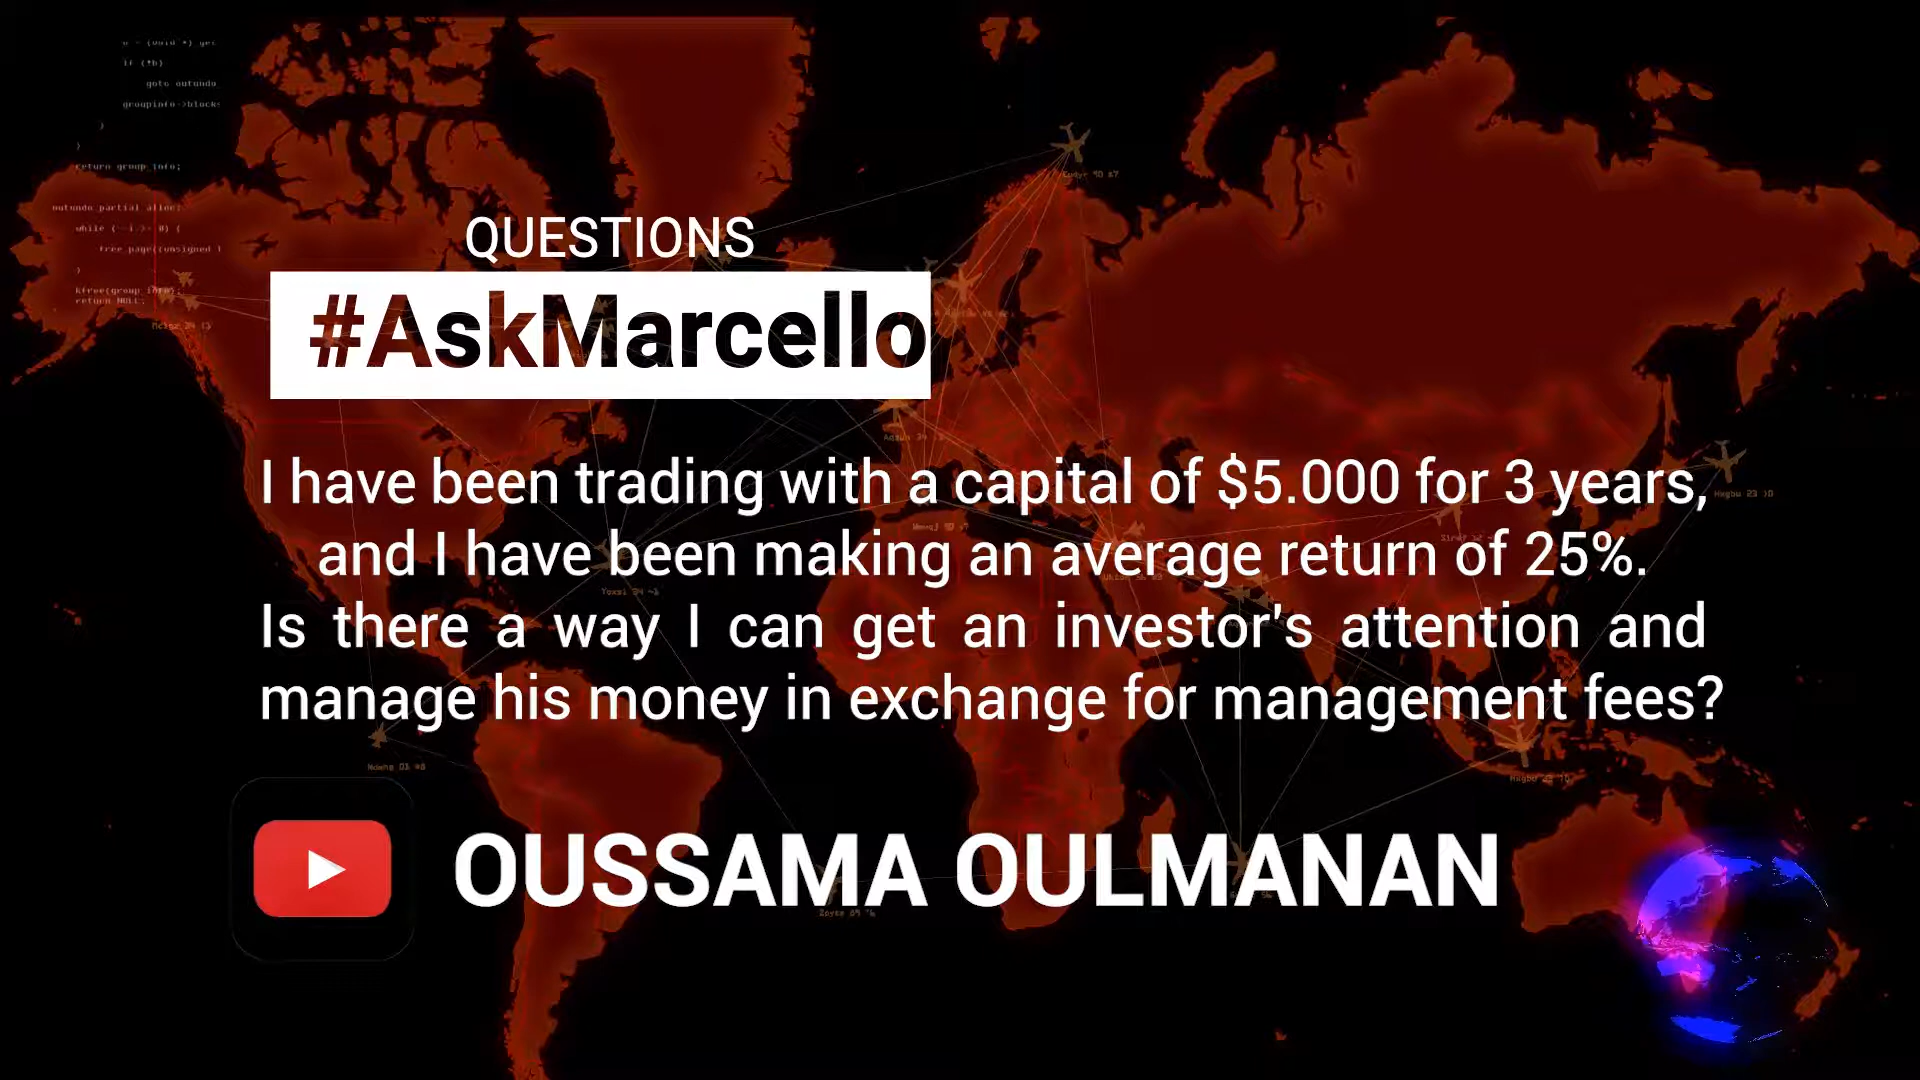 QUESTIONS
#AskMarcello
I have been trading with a capital of $5.000 for 3 years,
and I have been making an average return of 25%.
Is there a way I can get an investor's attention and
manage his money in exchange for management fees?
OUSSAMA OULMANAN